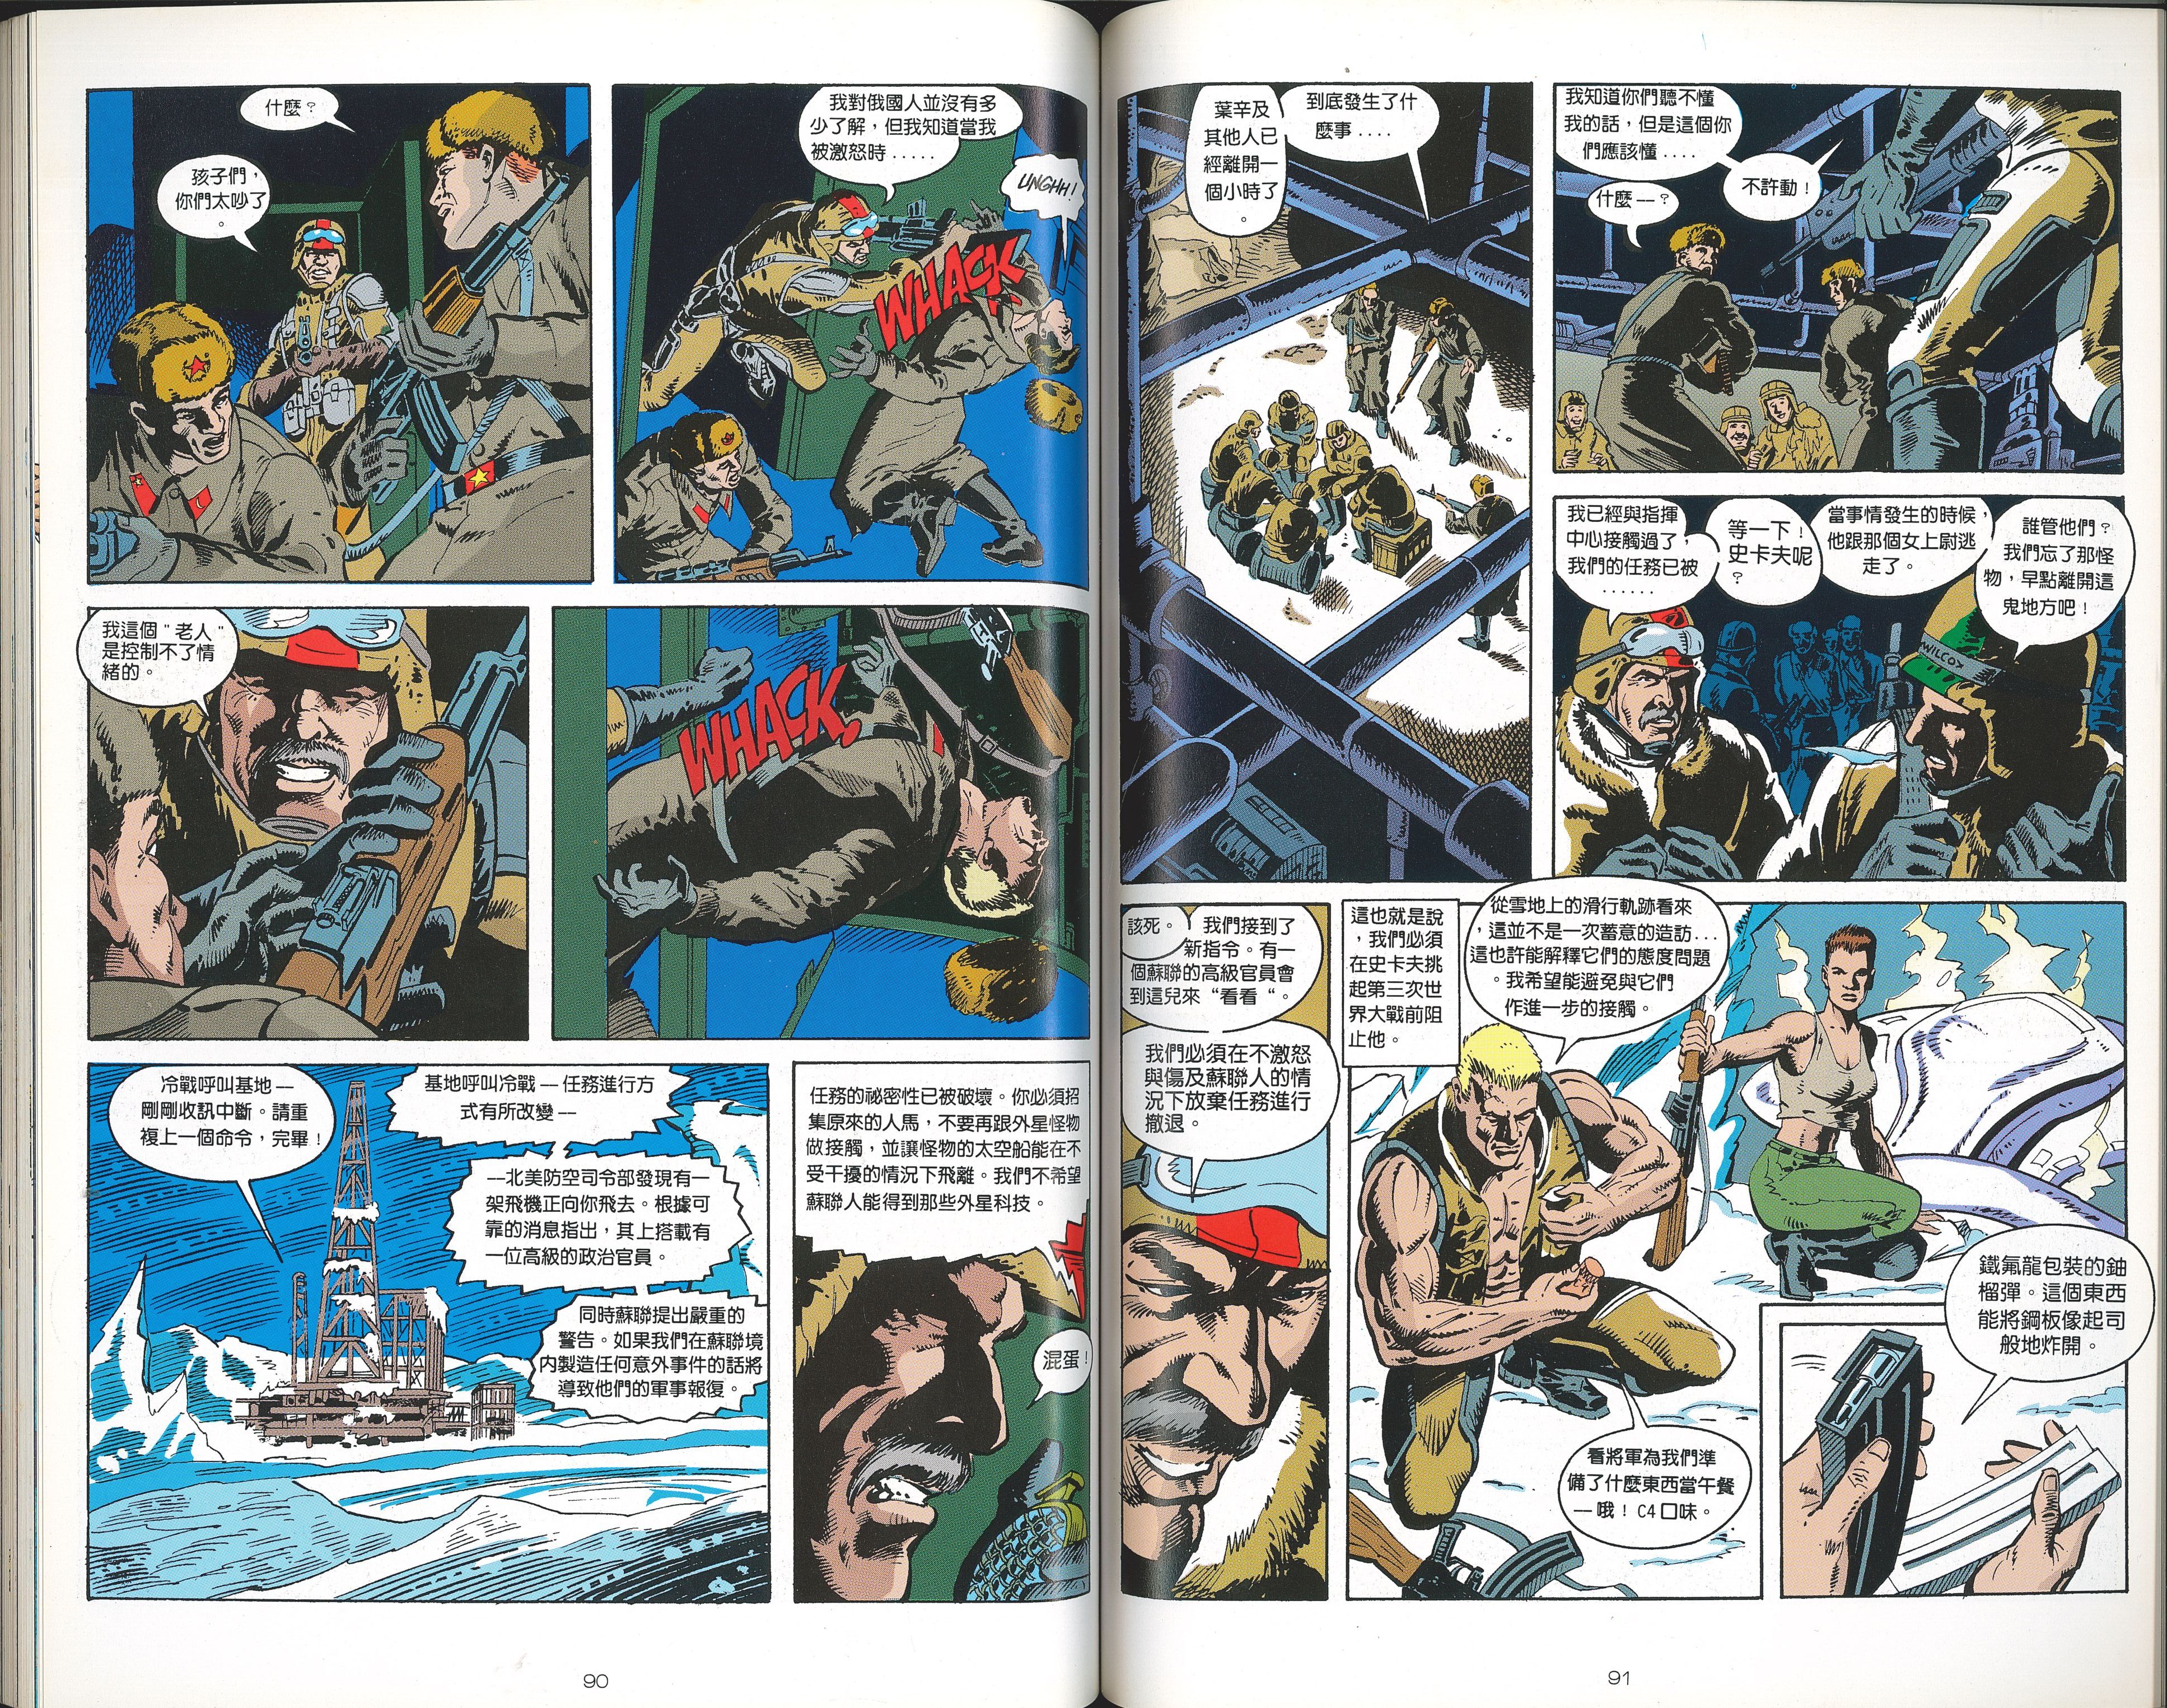 什麼？
孩子們，
你們太吵了
。
我對俄國人並沒有多
少了解，但我知道當我
被激怒時．．．．．
UNGHH!
WHACK
我這個"老人"
是控制不了情
緒的。
WHACK,
冷戰呼叫基地—
剛剛收訊中斷。請重
複上一個命令，完畢！
基地呼叫冷戰—任務進行方
式有所改變—
—北美防空司令部發現有一
架飛機正向你飛去。根據可
靠的消息指出，其上搭載有
一位高級的政治官員。
同時蘇聯提出嚴重的
警告。如果我們在蘇聯境
內製造任何意外事件的話將
導致他們的軍事報復。
任務的祕密性已被破壞。你必須招
集原來的人馬，不要再跟外星怪物
做接觸，並讓怪物的太空船能在不
受干擾的情況下飛離。我們不希望
蘇聯人能得到那些外星科技。
混蛋！
90
葉辛及
其他人已
經離開一
個小時了
。
到底發生了什
麼事．．．．
我知道你們聽不懂
我的話，但是這個你
們應該懂．．．．
不許動！
什麼--？
我已經與指揮
中心接觸過了，
我們的任務已被
．．．．．．
等一下！
史卡夫呢
？
當事情發生的時候，
他跟那個女上尉逃
走了。
誰管他們？
我們忘了那怪
物，早點離開這
鬼地方吧！
WILCOX
該死。
我們接到了
新指令。有一
個蘇聯的高級官員會
到這兒來“看看“。
我們必須在不激怒
與傷及蘇聯人的情
況下放棄任務進行
撤退。
這也就是說
，我們必須
在史卡夫挑
起第三次世
界大戰前阻
止他。
從雪地上的滑行軌跡看來
，這並不是一次蓄意的造訪...
這也許能解釋它們的態度問題
。我希望能避免與它們
作進一步的接觸。
看將軍為我們準
備了什麼東西當午餐
—哦！C4口味。
鐵氟龍包裝的鈾
榴彈。這個東西
能將鋼板像起司
般地炸開。
91